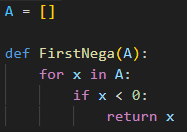 A = []
def FirstNega(A):
    for x in A:
        if x < 0:
            return x